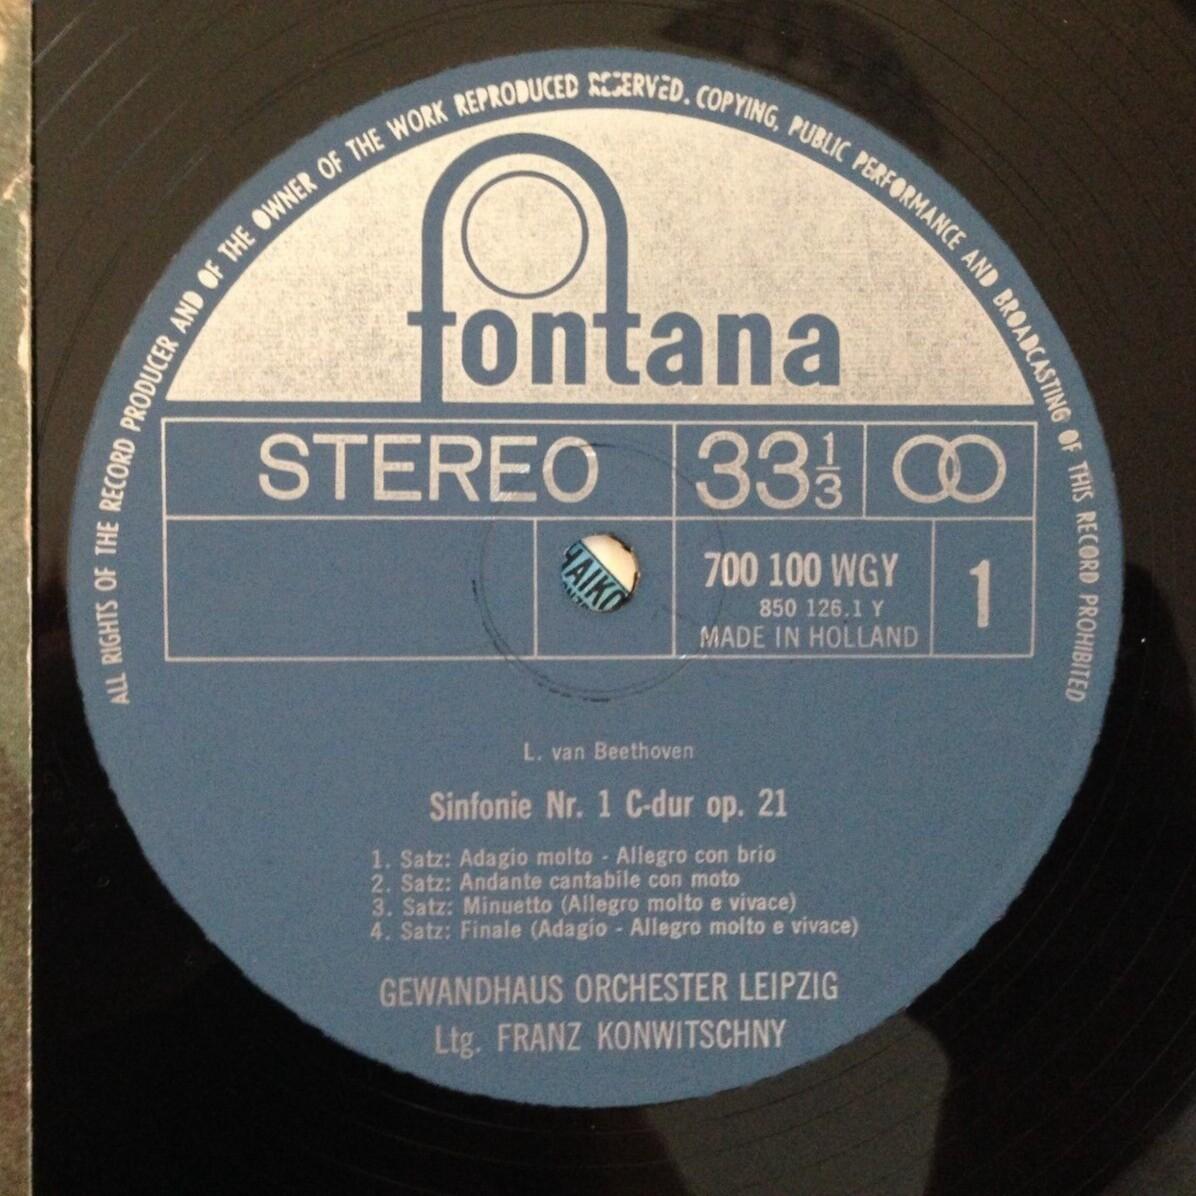 ALL RIGHTS OF THE RECORD PRODUCER AND OF THE OWNER OF THE WORK REPRODUCED RESERVED. COPYING, PUBLIC PERFORMANCE AND BROADCASTING OF THIS RECORD PROHIBITED
fontana
STEREO 33 1/3
700 100 WGY
850 126.1 Y
MADE IN HOLLAND
1
HAIKO
L. van Beethoven
Sinfonie Nr. 1 C-dur op. 21
1. Satz: Adagio molto - Allegro con brio
2. Satz: Andante cantabile con moto
3. Satz: Minuetto (Allegro molto e vivace)
4. Satz: Finale (Adagio - Allegro molto e vivace)
GEWANDHAUS ORCHESTER LEIPZIG
Ltg. FRANZ KONWITSCHNY